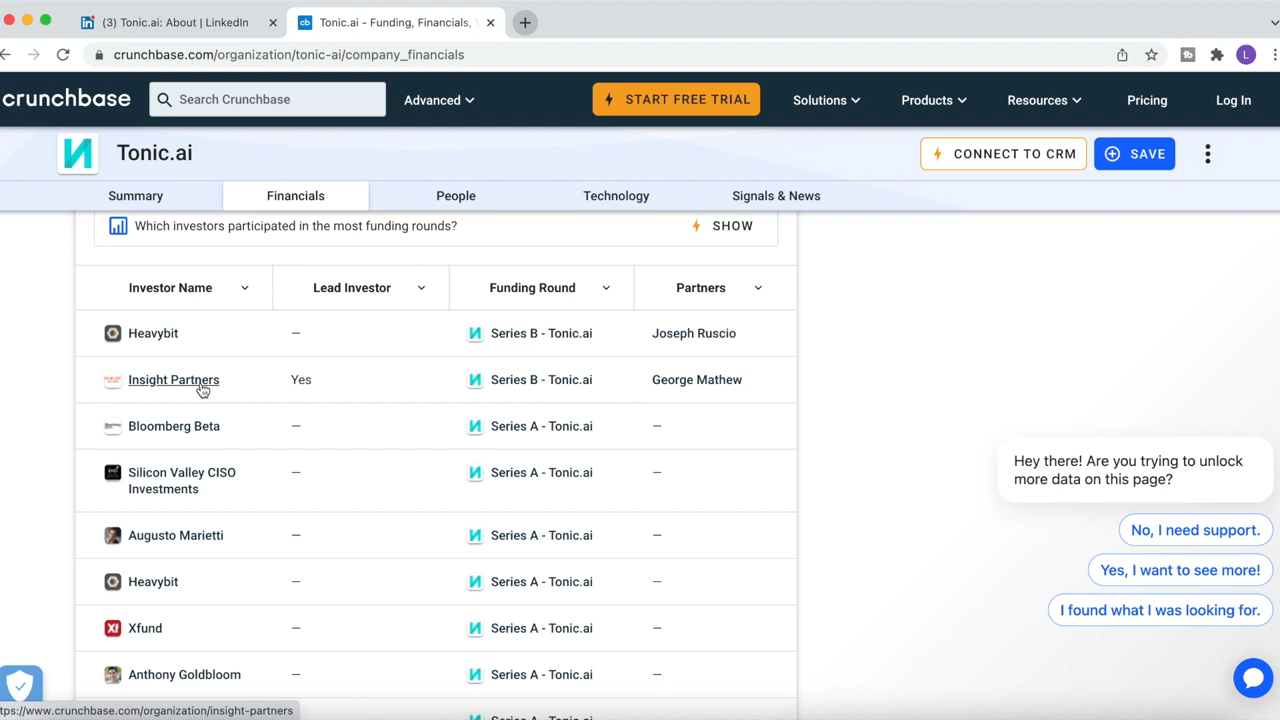 (3) Tonic.ai: About | LinkedIn
Tonic.ai - Funding, Financials,
crunchbase.com/organization/tonic-ai/company_financials
L
crunchbase
Search Crunchbase
Advanced
START FREE TRIAL
Solutions
Products
Resources
Pricing
Log In
Tonic.ai
CONNECT TO CRM
SAVE
Summary
Financials
People
Technology
Signals & News
Which investors participated in the most funding rounds?
SHOW
Investor Name
Lead Investor
Funding Round
Partners
Heavybit
—
Series B - Tonic.ai
Joseph Ruscio
Insight Partners
Yes
Series B - Tonic.ai
George Mathew
Bloomberg Beta
—
Series A - Tonic.ai
—
Silicon Valley CISO
Investments
—
Series A - Tonic.ai
—
Augusto Marietti
—
Series A - Tonic.ai
—
Heavybit
—
Series A - Tonic.ai
—
Xfund
—
Series A - Tonic.ai
—
Anthony Goldbloom
—
Series A - Tonic.ai
—
Hey there! Are you trying to unlock
more data on this page?
No, I need support.
Yes, I want to see more!
I found what I was looking for.
tps://www.crunchbase.com/organization/insight-partners